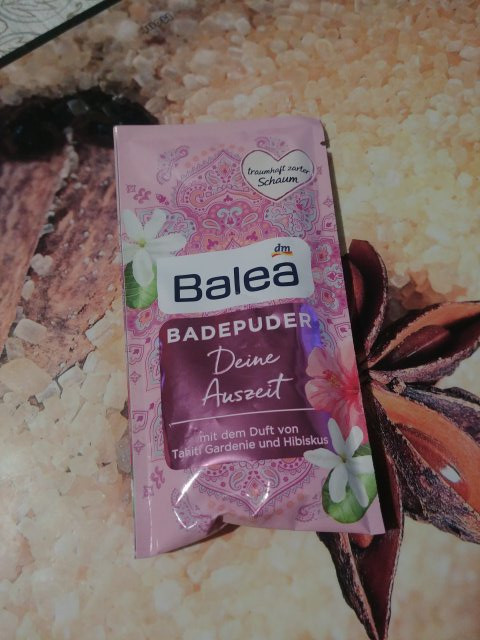 traumhaft zarter
Schaum
dm
Balea
BADEPUDER
Deine
Auszeit
mit dem Duft von
Tahiti Gardenie und Hibiskus